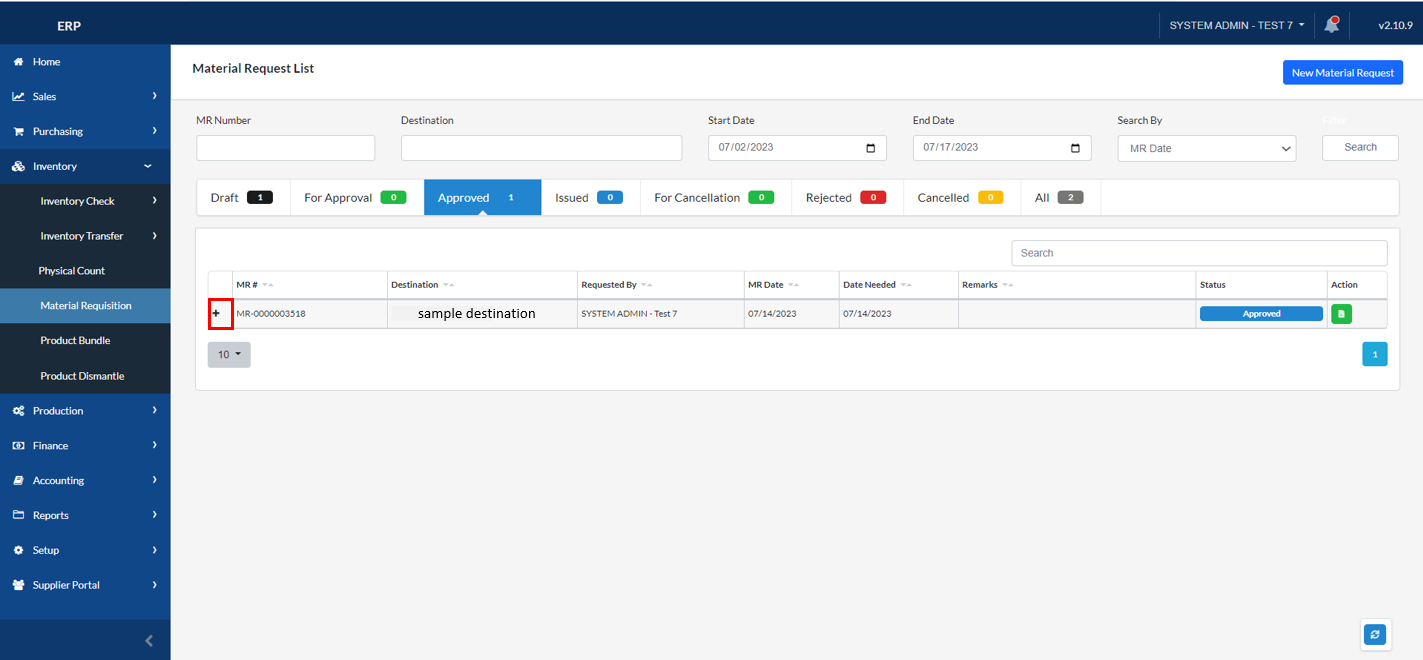 ERP
SYSTEM ADMIN - TEST 7
v2.10.9
Home
Sales
Purchasing
Inventory
Inventory Check
Inventory Transfer
Physical Count
Material Requisition
Product Bundle
Product Dismantle
Production
Finance
Accounting
Reports
Setup
Supplier Portal
Material Request List
New Material Request
MR Number Destination Start Date End Date Search By Filter
07/02/2023 07/17/2023 MR Date Search
Draft 1 For Approval 0 Approved 1 Issued 0 For Cancellation 0 Rejected 0 Cancelled 0 All 2
Search
MR # Destination Requested By MR Date Date Needed Remarks Status Action
+ MR-0000003518 sample destination SYSTEM ADMIN - Test 7 07/14/2023 07/14/2023 Approved
10 1